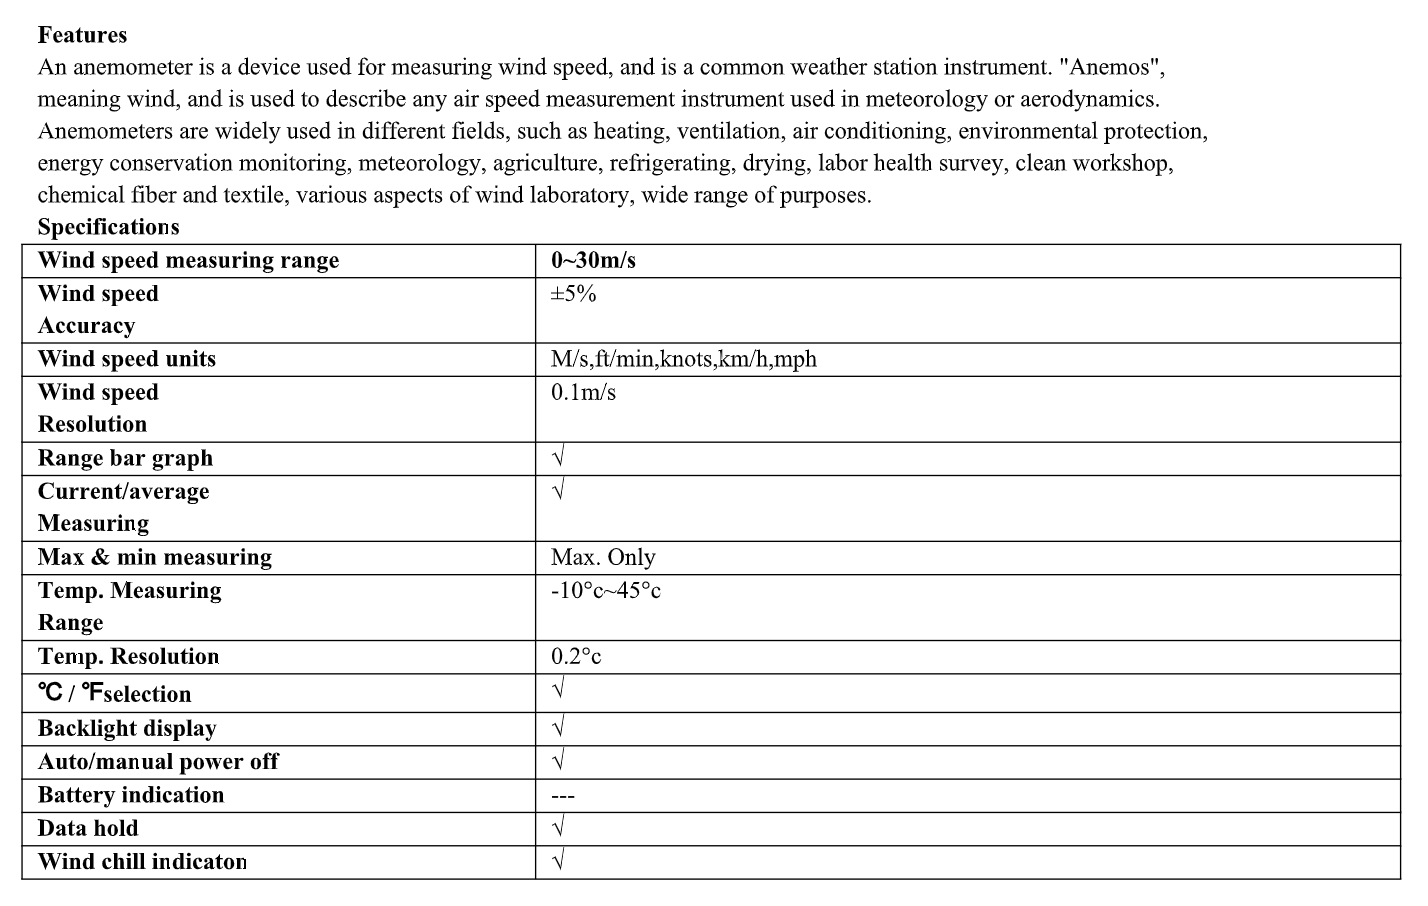 Features
An anemometer is a device used for measuring wind speed, and is a common weather station instrument. "Anemos",
meaning wind, and is used to describe any air speed measurement instrument used in meteorology or aerodynamics.
Anemometers are widely used in different fields, such as heating, ventilation, air conditioning, environmental protection,
energy conservation monitoring, meteorology, agriculture, refrigerating, drying, labor health survey, clean workshop,
chemical fiber and textile, various aspects of wind laboratory, wide range of purposes.
Specifications
Wind speed measuring range 0~30m/s
Wind speed ±5%
Accuracy
Wind speed units M/s,ft/min,knots,km/h,mph
Wind speed 0.1m/s
Resolution
Range bar graph √
Current/average √
Measuring
Max & min measuring Max. Only
Temp. Measuring -10°c~45°c
Range
Temp. Resolution 0.2°c
℃ / ℉selection √
Backlight display √
Auto/manual power off √
Battery indication ---
Data hold √
Wind chill indicaton √